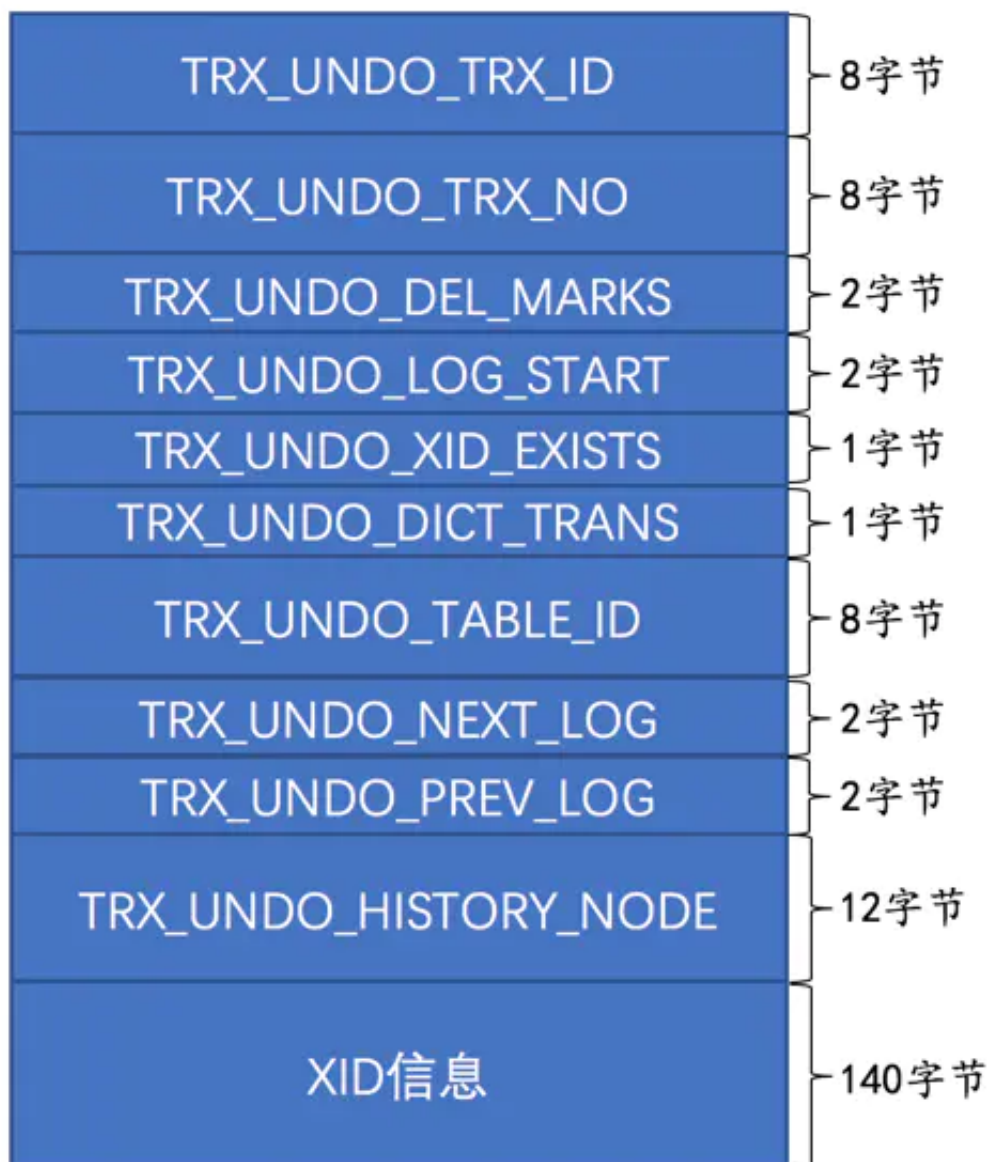 TRX_UNDO_TRX_ID 8字节
TRX_UNDO_TRX_NO 8字节
TRX_UNDO_DEL_MARKS 2字节
TRX_UNDO_LOG_START 2字节
TRX_UNDO_XID_EXISTS 1字节
TRX_UNDO_DICT_TRANS 1字节
TRX_UNDO_TABLE_ID 8字节
TRX_UNDO_NEXT_LOG 2字节
TRX_UNDO_PREV_LOG 2字节
TRX_UNDO_HISTORY_NODE 12字节
XID信息 140字节